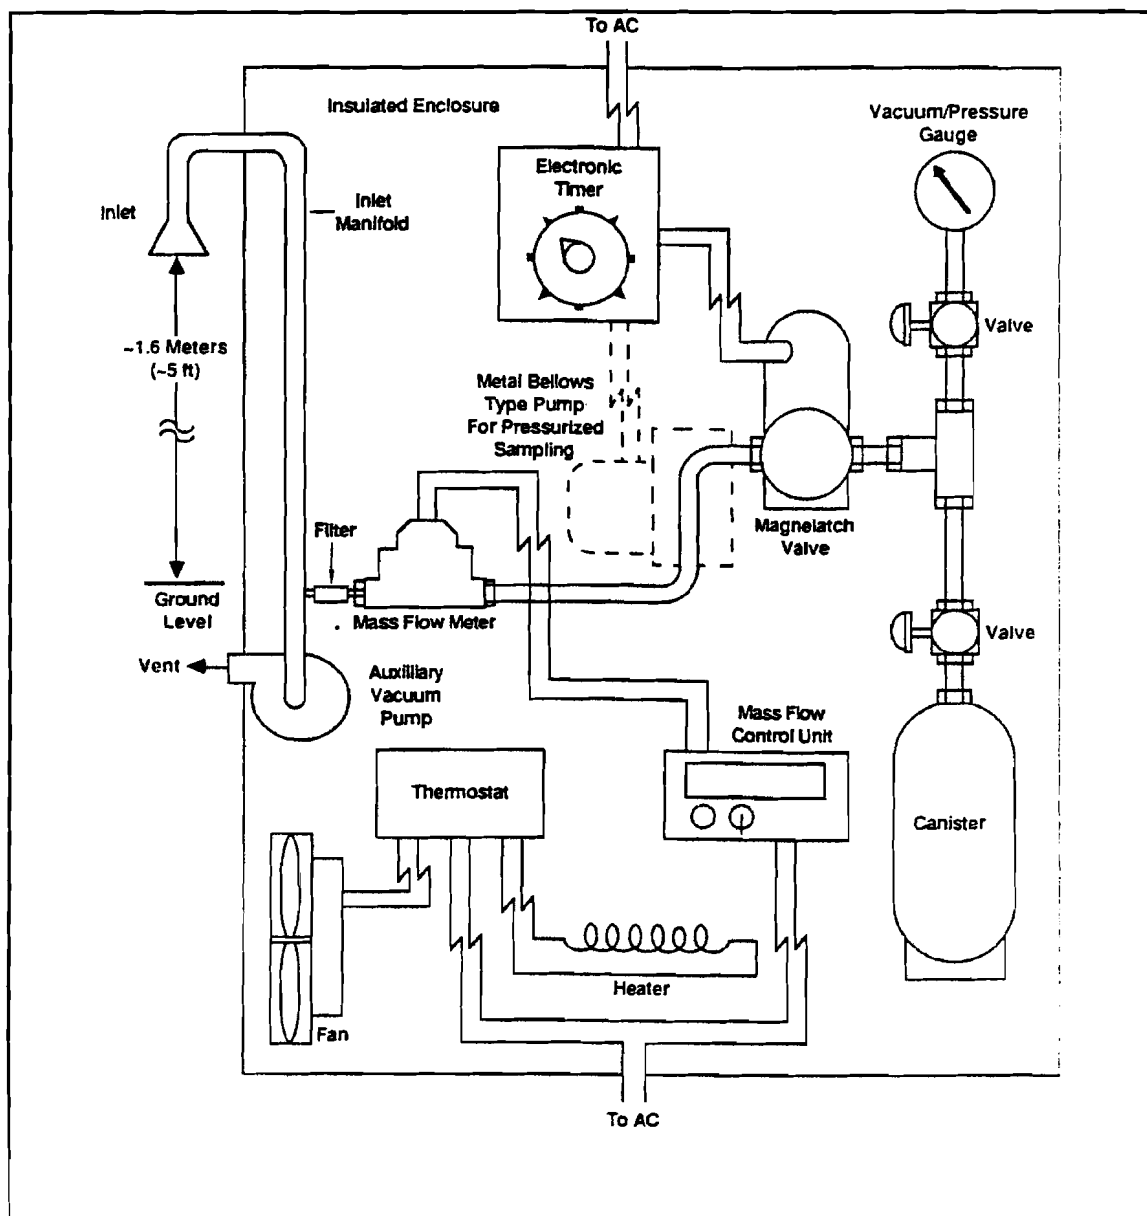 To AC
Insulated Enclosure
Vacuum/Pressure
Gauge
Electronic
Timer
Inlet
Inlet
Manifold
Valve
~1.6 Meters
(~5 ft)
Metal Bellows
Type Pump
For Pressurized
Sampling
Magnelatch
Valve
Filter
Ground
Level
Mass Flow Meter
Valve
Vent
Auxilliary
Vacuum
Pump
Mass Flow
Control Unit
Thermostat
Canister
Heater
Fan
To AC